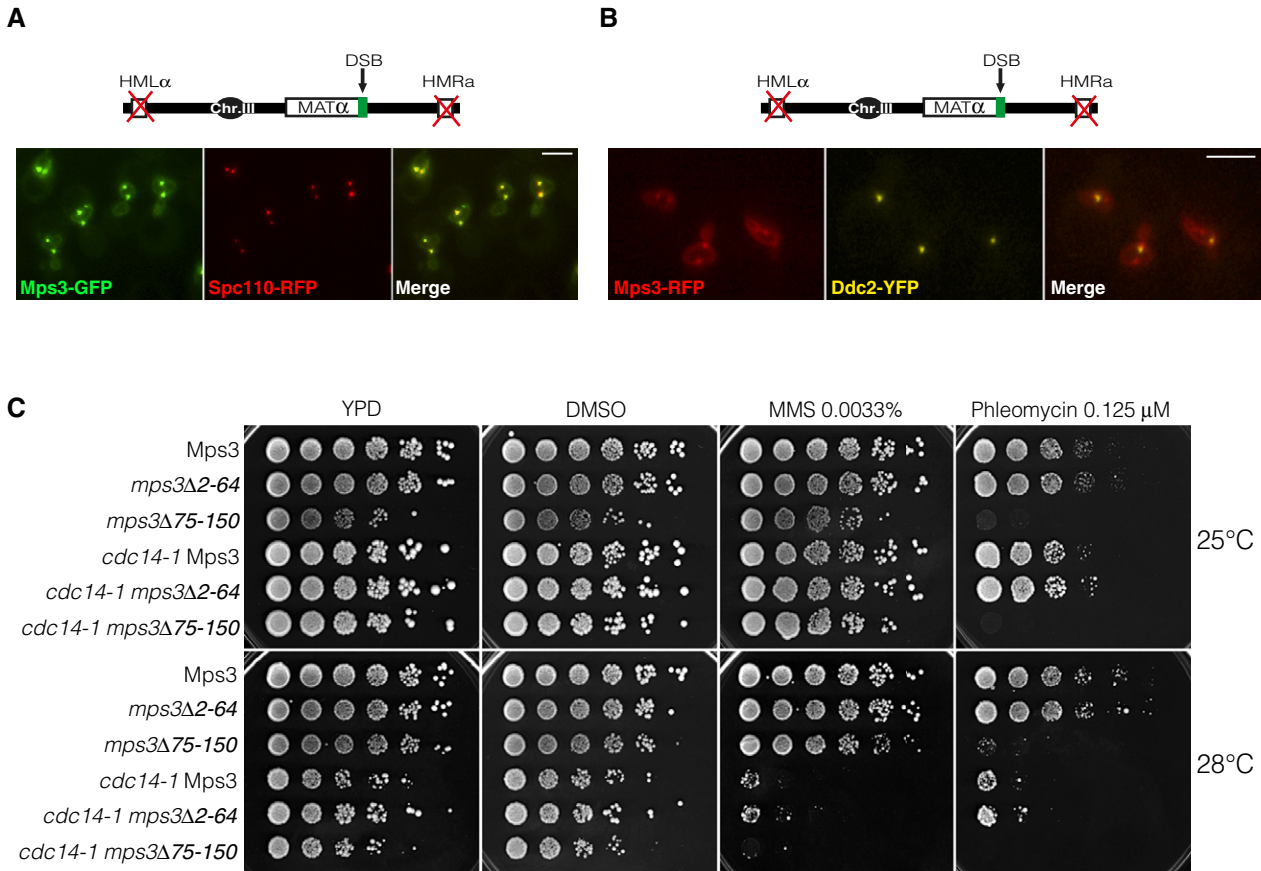 A
B
DSB
DSB
HMLα
HMRa
HMLα
HMRa
Chr.III
MATα
Chr.III
MATα
Mps3-GFP
Spc110-RFP
Merge
Mps3-RFP
Ddc2-YFP
Merge
C
YPD
DMSO
MMS 0.0033%
Phleomycin 0.125 μM
Mps3
mps3Δ2-64
mps3Δ75-150
cdc14-1 Mps3
cdc14-1 mps3Δ2-64
cdc14-1 mps3Δ75-150
25°C
Mps3
mps3Δ2-64
mps3Δ75-150
cdc14-1 Mps3
cdc14-1 mps3Δ2-64
cdc14-1 mps3Δ75-150
28°C